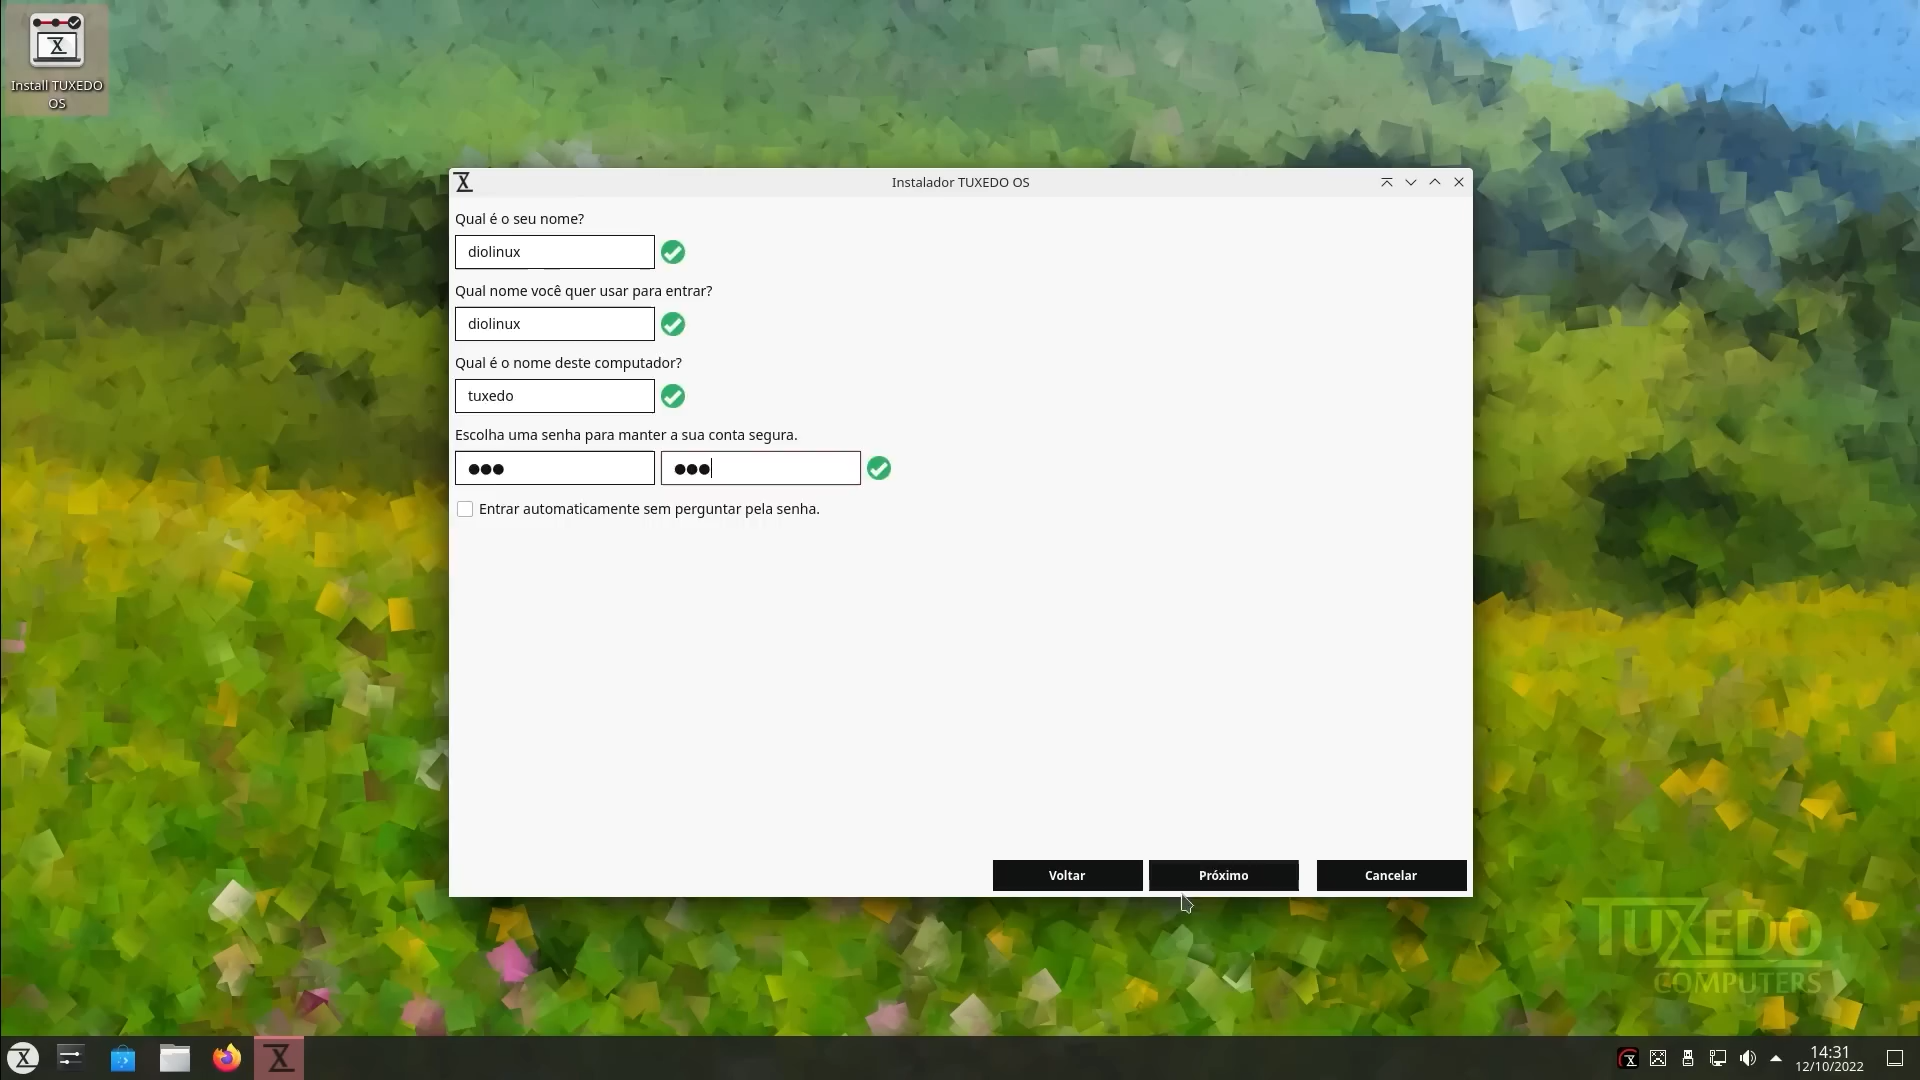 Install TUXEDO
OS
Instalador TUXEDO OS
Qual é o seu nome?
diolinux
Qual nome você quer usar para entrar?
diolinux
Qual é o nome deste computador?
tuxedo
Escolha uma senha para manter a sua conta segura.
●●● ●●●
Entrar automaticamente sem perguntar pela senha.
Voltar Próximo Cancelar
TUXEDO
COMPUTERS
14:31
12/10/2022